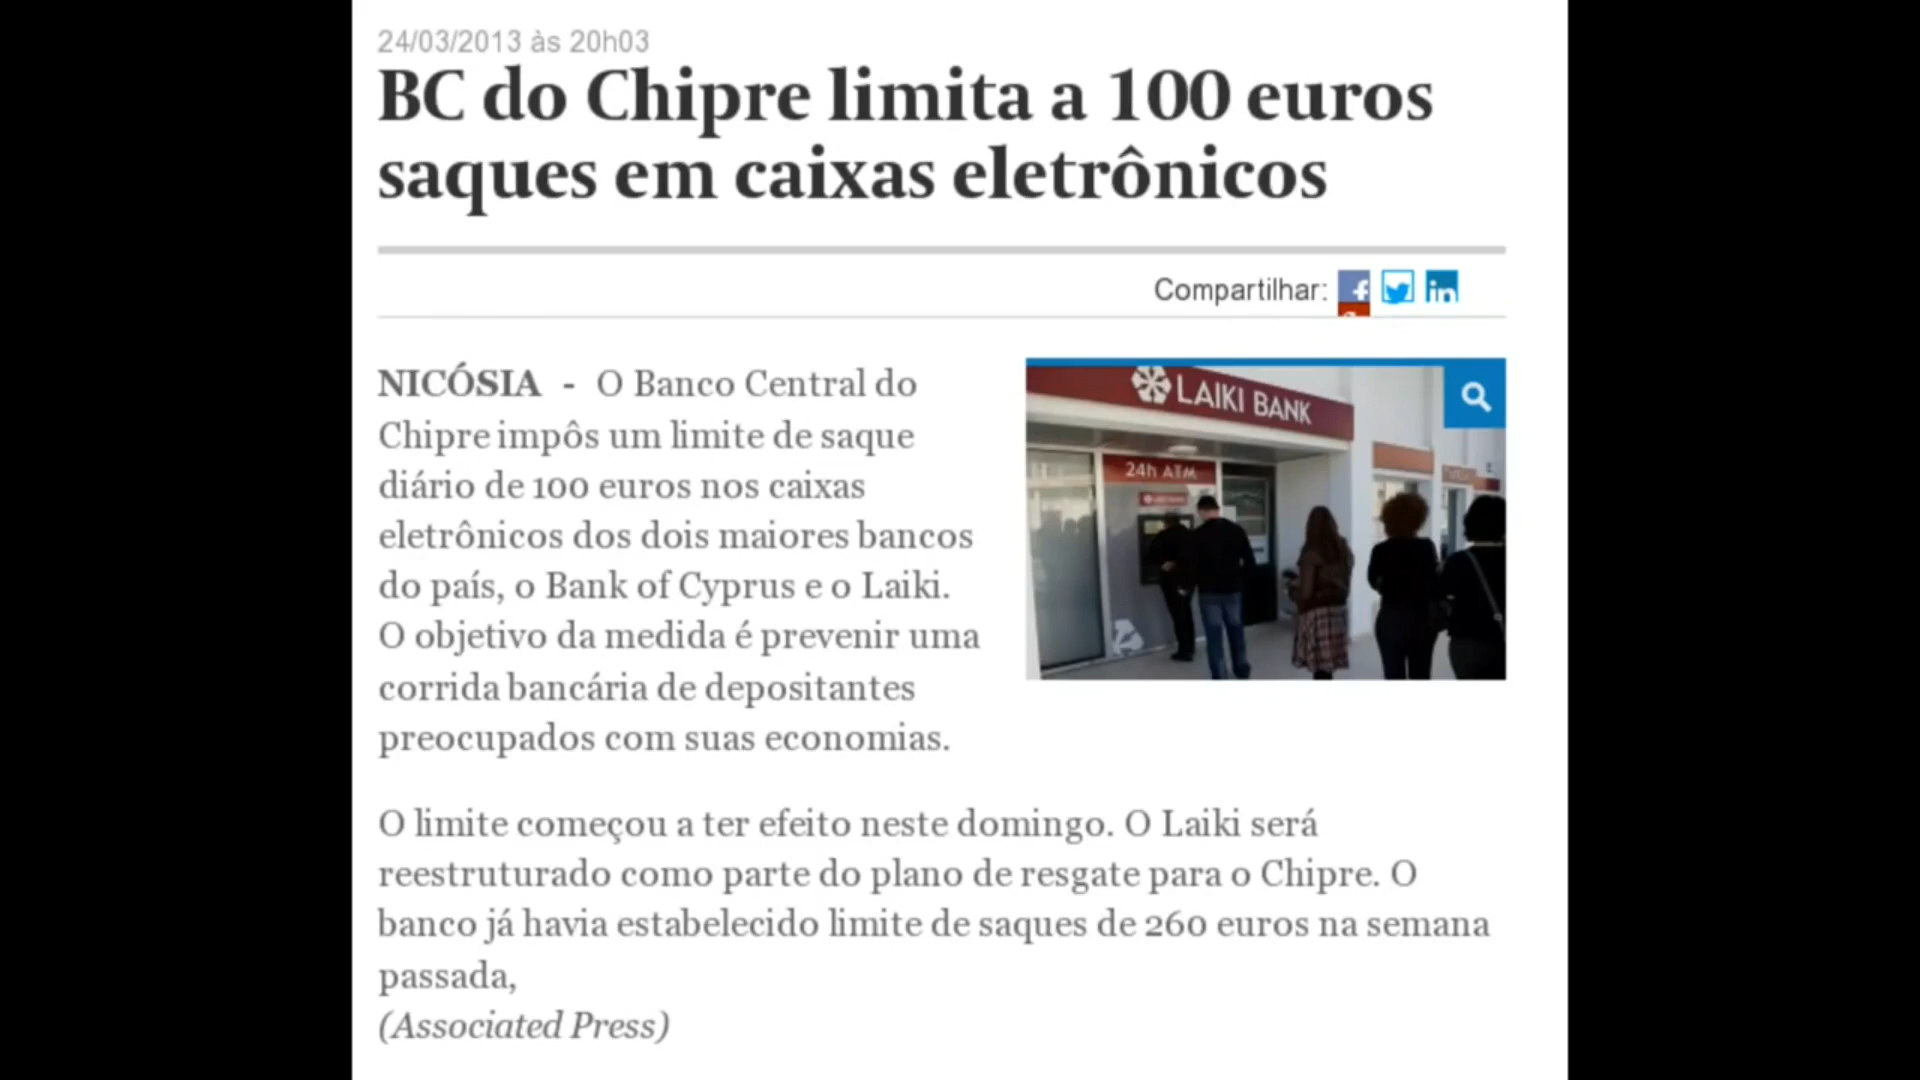 24/03/2013 às 20h03
BC do Chipre limita a 100 euros
saques em caixas eletrônicos
Compartilhar:
NICÓSIA - O Banco Central do
Chipre impôs um limite de saque
diário de 100 euros nos caixas
eletrônicos dos dois maiores bancos
do país, o Bank of Cyprus e o Laiki.
O objetivo da medida é prevenir uma
corrida bancária de depositantes
preocupados com suas economias.
LAIKI BANK
24h ATM
O limite começou a ter efeito neste domingo. O Laiki será
reestruturado como parte do plano de resgate para o Chipre. O
banco já havia estabelecido limite de saques de 260 euros na semana
passada,
(Associated Press)